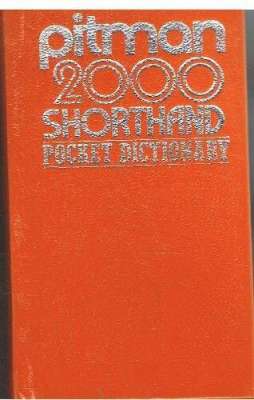 pitman
2000
SHORTHAND
POCKET DICTIONARY